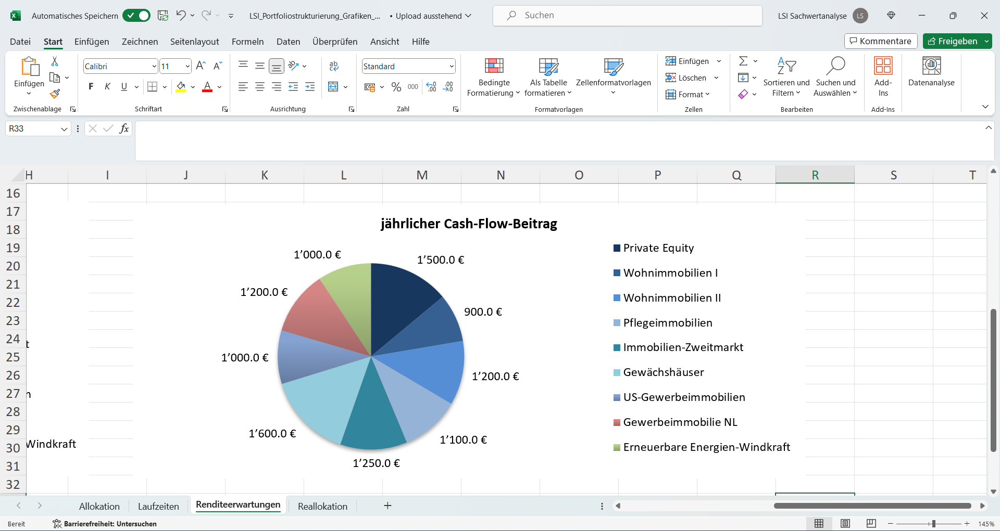 Automatisches Speichern
LSI_Portfoliostrukturierung_Grafiken_... • Upload ausstehend
Suchen
LSI Sachwertanalyse
LS
Datei Start Einfügen Zeichnen Seitenlayout Formeln Daten Überprüfen Ansicht Hilfe
Kommentare
Freigeben
Einfügen
Zwischenablage
Calibri
11
F K U
Schriftart
Ausrichtung
Standard
% 000
Zahl
Bedingte Formatierung
Als Tabelle formatieren
Zellenformatvorlagen
Formatvorlagen
Einfügen
Löschen
Format
Zellen
Sortieren und Filtern
Suchen und Auswählen
Bearbeiten
Add-Ins
Add-Ins
Datenanalyse
R33
fx
H I J K L M N O P Q R S T
16
17
18
19
20
21
22
23
24
25
26
27
28
29
30
31
32
t
n
Windkraft
jährlicher Cash-Flow-Beitrag
1’000.0 €
1’500.0 €
1’200.0 €
900.0 €
1’000.0 €
1’200.0 €
1’600.0 €
1’100.0 €
1’250.0 €
Private Equity
Wohnimmobilien I
Wohnimmobilien II
Pflegeimmobilien
Immobilien-Zweitmarkt
Gewächshäuser
US-Gewerbeimmobilien
Gewerbeimmobilie NL
Erneuerbare Energien-Windkraft
Allokation Laufzeiten Renditeerwartungen Reallokation
Bereit
Barrierefreiheit: Untersuchen
145%